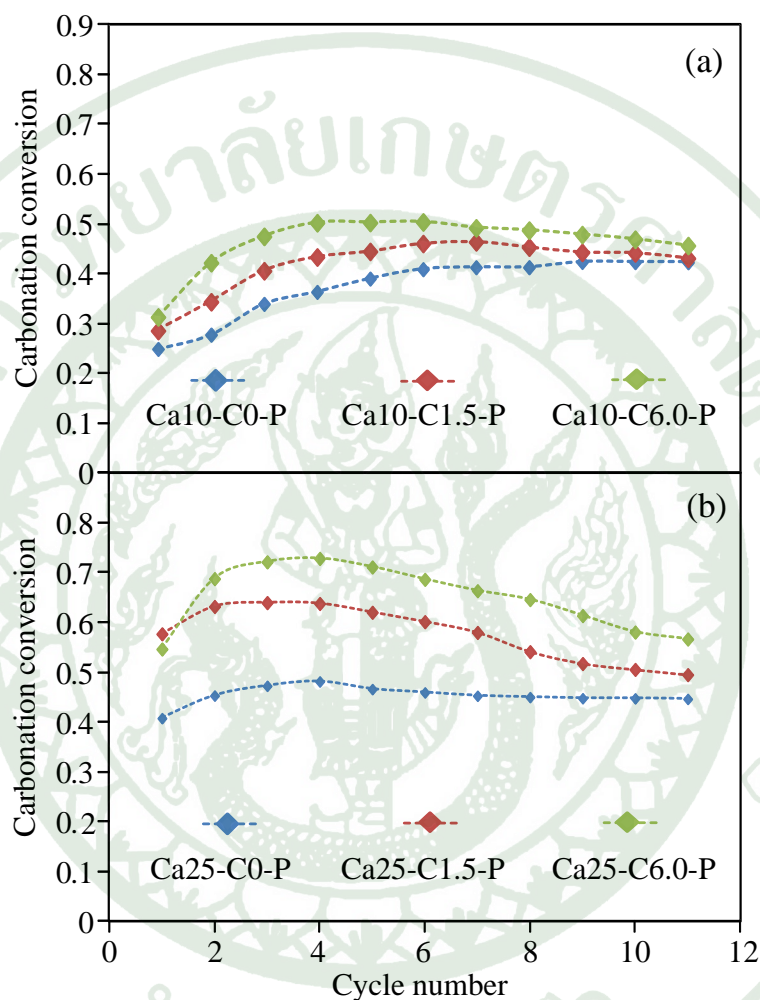 0.9
(a)
0.8
0.7
0.6
0.5
0.4
0.3
0.2
0.1
0
Carbonation conversion
Ca10-C0-P Ca10-C1.5-P Ca10-C6.0-P
(b)
0.8
0.7
0.6
0.5
0.4
0.3
0.2
0.1
0
Carbonation conversion
Ca25-C0-P Ca25-C1.5-P Ca25-C6.0-P
0 2 4 6 8 10 12
Cycle number